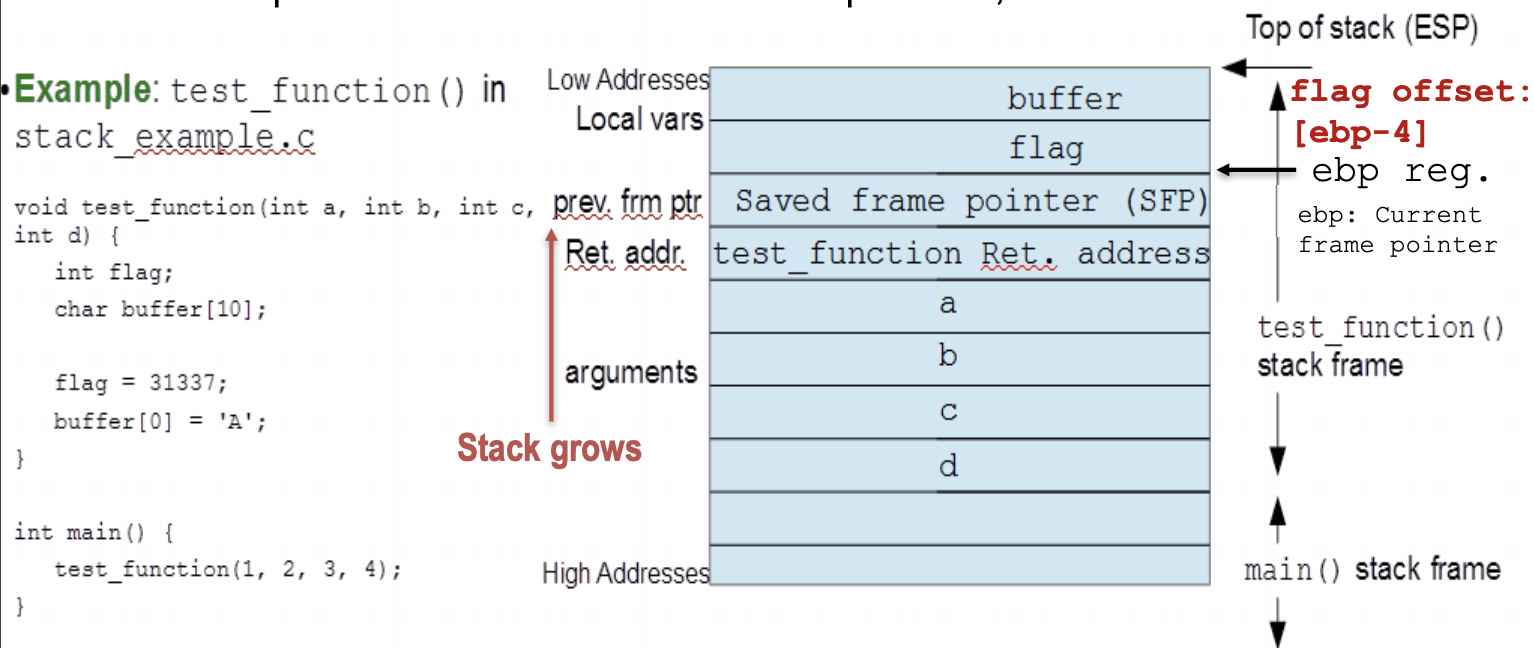 •Example: test_function() in
stack_example.c
void test_function(int a, int b, int c,
int d) {
int flag;
char buffer[10];
flag = 31337;
buffer[0] = 'A';
}
int main() {
test_function(1, 2, 3, 4);
}
Stack grows
Low Addresses
Local vars
prev. frm ptr
Ret. addr.
arguments
High Addresses
buffer
flag
Saved frame pointer (SFP)
test_function Ret. address
a
b
c
d
Top of stack (ESP)
flag offset:
[ebp-4]
ebp reg.
ebp: Current
frame pointer
test_function()
stack frame
main() stack frame